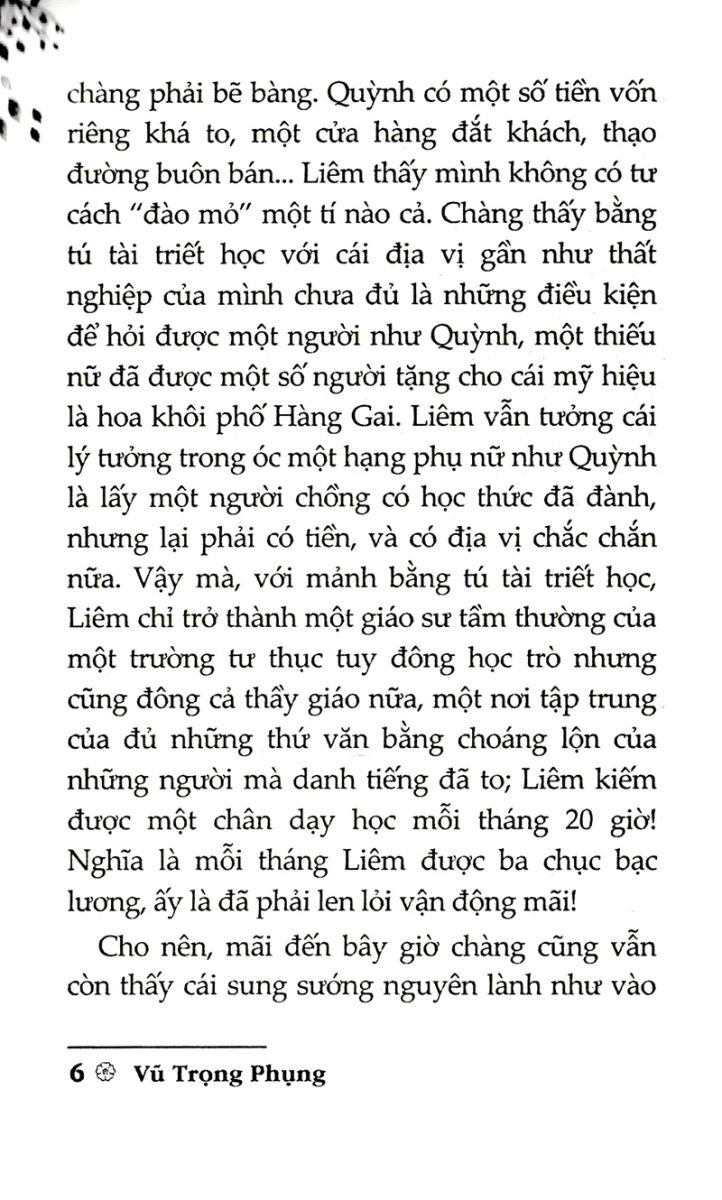 chàng phải bẽ bàng. Quỳnh có một số tiền vốn
riêng khá to, một cửa hàng đắt khách, thạo
đường buôn bán... Liêm thấy mình không có tư
cách “đào mỏ” một tí nào cả. Chàng thấy bằng
tú tài triết học với cái địa vị gần như thất
nghiệp của mình chưa đủ là những điều kiện
để hỏi được một người như Quỳnh, một thiếu
nữ đã được một số người tặng cho cái mỹ hiệu
là hoa khôi phố Hàng Gai. Liêm vẫn tưởng cái
lý tưởng trong óc một hạng phụ nữ như Quỳnh
là lấy một người chồng có học thức đã đành,
nhưng lại phải có tiền, và có địa vị chắc chắn
nữa. Vậy mà, với mảnh bằng tú tài triết học,
Liêm chỉ trở thành một giáo sư tầm thường của
một trường tư thục tuy đông học trò nhưng
cũng đông cả thầy giáo nữa, một nơi tập trung
của đủ những thứ văn bằng choáng lộn của
những người mà danh tiếng đã to; Liêm kiếm
được một chân dạy học mỗi tháng 20 giờ!
Nghĩa là mỗi tháng Liêm được ba chục bạc
lương, ấy là đã phải len lỏi vận động mãi!
Cho nên, mãi đến bây giờ chàng cũng vẫn
còn thấy cái sung sướng nguyên lành như vào
6 Vũ Trọng Phụng